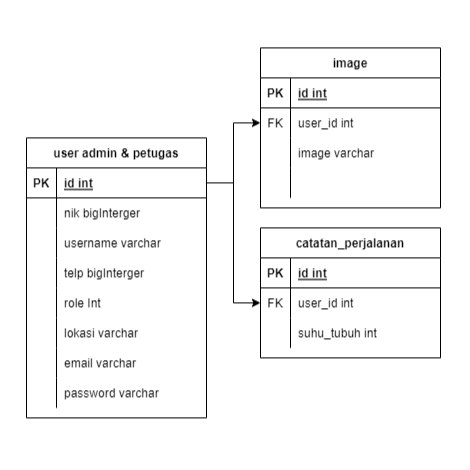 user admin & petugas
PK id int
nik bigInterger
username varchar
telp bigInterger
role Int
lokasi varchar
email varchar
password varchar
image
PK id int
FK user_id int
image varchar
catatan_perjalanan
PK id int
FK user_id int
suhu_tubuh int